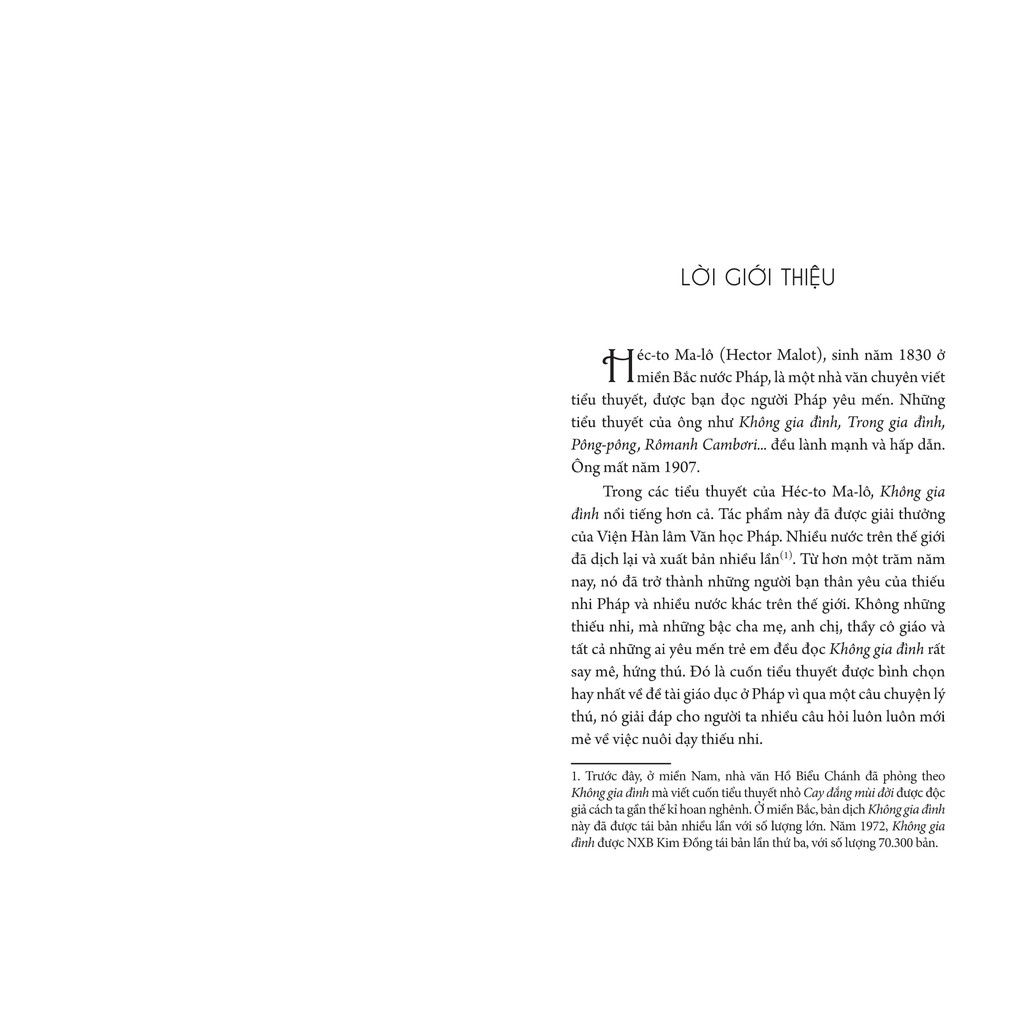 LỜI GIỚI THIỆU
Héc-to Ma-lô (Hector Malot), sinh năm 1830 ở
miền Bắc nước Pháp, là một nhà văn chuyên viết
tiểu thuyết, được bạn đọc người Pháp yêu mến. Những
tiểu thuyết của ông như Không gia đình, Trong gia đình,
Pông-pông, Rômanh Cambơri... đều lành mạnh và hấp dẫn.
Ông mất năm 1907.
Trong các tiểu thuyết của Héc-to Ma-lô, Không gia
đình nổi tiếng hơn cả. Tác phẩm này đã được giải thưởng
của Viện Hàn lâm Văn học Pháp. Nhiều nước trên thế giới
đã dịch lại và xuất bản nhiều lần(1). Từ hơn một trăm năm
nay, nó đã trở thành những người bạn thân yêu của thiếu
nhi Pháp và nhiều nước khác trên thế giới. Không những
thiếu nhi, mà những bậc cha mẹ, anh chị, thầy cô giáo và
tất cả những ai yêu mến trẻ em đều đọc Không gia đình rất
say mê, hứng thú. Đó là cuốn tiểu thuyết được bình chọn
hay nhất về đề tài giáo dục ở Pháp vì qua một câu chuyện lý
thú, nó giải đáp cho người ta nhiều câu hỏi luôn luôn mới
mẻ về việc nuôi dạy thiếu nhi.
1. Trước đây, ở miền Nam, nhà văn Hồ Biểu Chánh đã phỏng theo
Không gia đình mà viết cuốn tiểu thuyết nhỏ Cay đắng mùi đời được độc
giả cách ta gần thế kỉ hoan nghênh. Ở miền Bắc, bản dịch Không gia đình
này đã được tái bản nhiều lần với số lượng lớn. Năm 1972, Không gia
đình được NXB Kim Đồng tái bản lần thứ ba, với số lượng 70.300 bản.